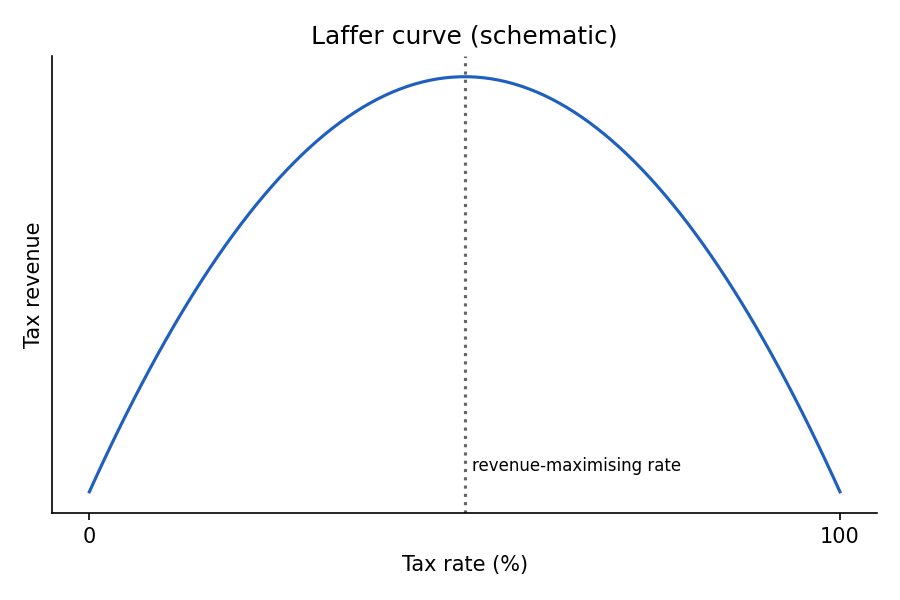 Laffer curve (schematic)
Tax revenue
revenue-maximising rate
0
100
Tax rate (%)